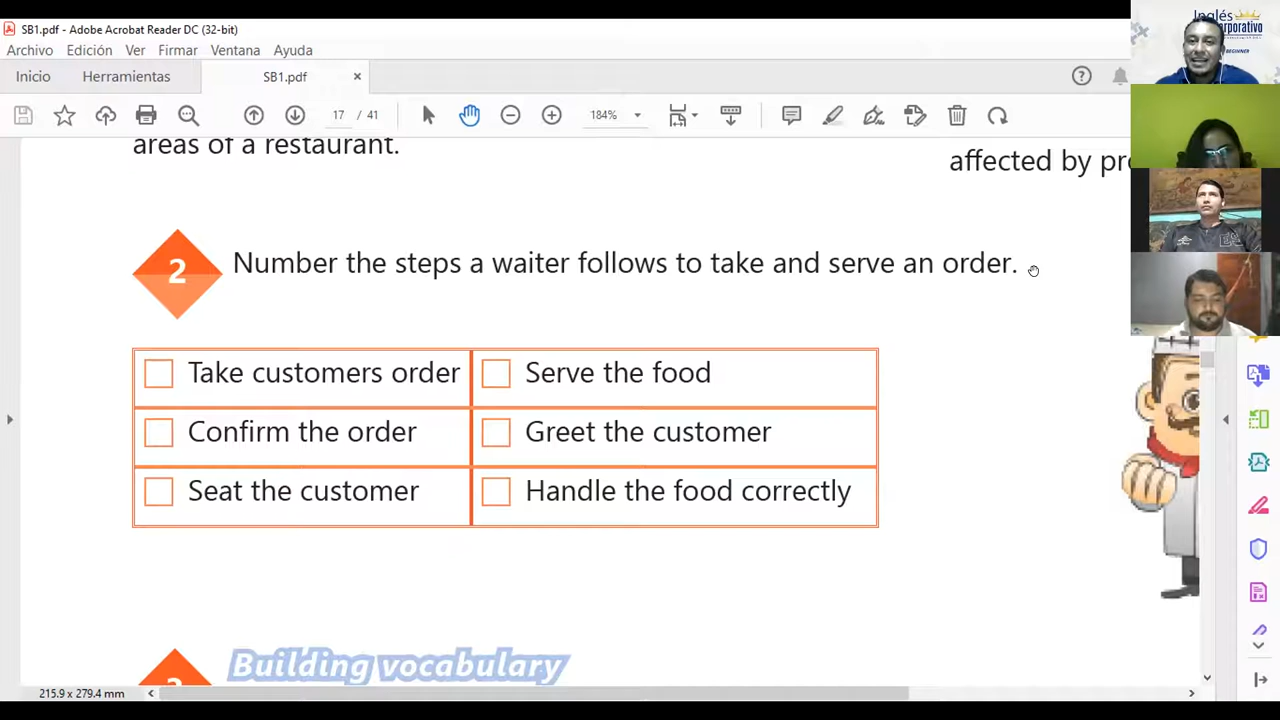 SB1.pdf - Adobe Acrobat Reader DC (32-bit)
Archivo Edición Ver Firmar Ventana Ayuda
Inicio Herramientas SB1.pdf ×
17 / 41 184%
areas of a restaurant.
affected by pr
2 Number the steps a waiter follows to take and serve an order.
Take customers order Serve the food
Confirm the order Greet the customer
Seat the customer Handle the food correctly
Building vocabulary
215.9 x 279.4 mm
Inglés
orporativo
BEGINNER